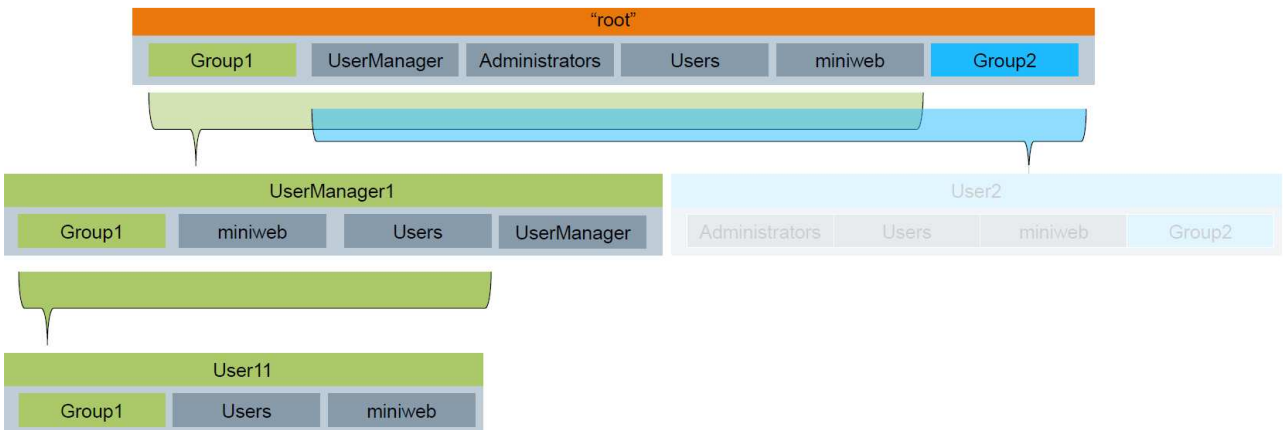 “root”
Group1 UserManager Administrators Users miniweb Group2
UserManager1 User2
Group1 miniweb Users UserManager Administrators Users miniweb Group2
User11
Group1 Users miniweb